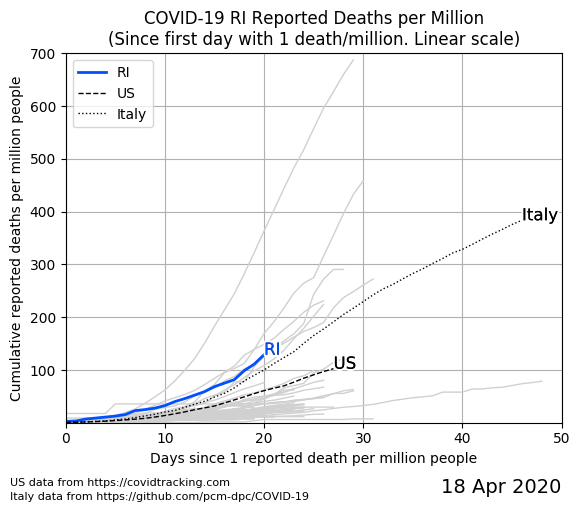 COVID-19 RI Reported Deaths per Million
(Since first day with 1 death/million. Linear scale)
Cumulative reported deaths per million people
700
600
500
400
300
200
100
RI
US
Italy
Italy
RI
US
0
10
20
30
40
50
Days since 1 reported death per million people
US data from https://covidtracking.com
Italy data from https://github.com/pcm-dpc/COVID-19
18 Apr 2020